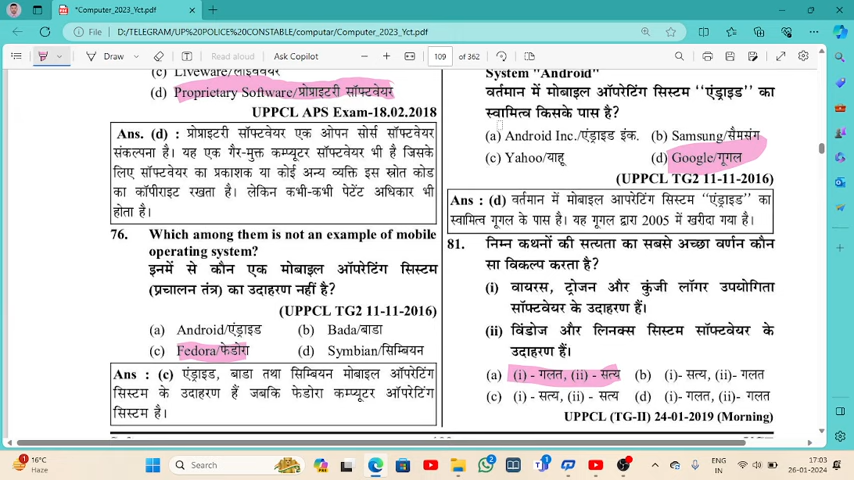 *Computer_2023_Yct.pdf
D:/TELEGRAM/UP%20POLICE%20CONSTABLE/computar/Computer_2023_Yct.pdf
Draw
Read aloud
Ask Copilot
109 of 362
(c) Liveware/लाइववेयर
(d) Proprietary Software/प्रोप्राइटरी सॉफ्टवेयर
UPPCL APS Exam-18.02.2018
Ans. (d) : प्रोप्राइटरी सॉफ्टवेयर एक ओपन सोर्स सॉफ्टवेयर
संकल्पना है। यह एक गैर-मुक्त कम्प्यूटर सॉफ्टवेयर भी है जिसके
लिए सॉफ्टवेयर का प्रकाशक या कोई अन्य व्यक्ति इस स्रोत कोड
का कॉपीराइट रखता है। लेकिन कभी-कभी पेटेंट अधिकार भी
होता है।
76. Which among them is not an example of mobile
operating system?
इनमें से कौन एक मोबाइल ऑपरेटिंग सिस्टम
(प्रचालन तंत्र) का उदाहरण नहीं है?
(UPPCL TG2 11-11-2016)
(a) Android/एंड्राइड (b) Bada/बाडा
(c) Fedora/फेडोरा (d) Symbian/सिम्बियन
Ans : (c) एंड्राइड, बाडा तथा सिम्बियन मोबाइल ऑपरेटिंग
सिस्टम के उदाहरण हैं जबकि फेडोरा कम्प्यूटर ऑपरेटिंग
सिस्टम है।
System "Android"
वर्तमान में मोबाइल ऑपरेटिंग सिस्टम ‘‘एंड्राइड’’ का
स्वामित्व किसके पास है?
(a) Android Inc./एंड्राइड इंक. (b) Samsung/सैमसंग
(c) Yahoo/याहू (d) Google/गूगल
(UPPCL TG2 11-11-2016)
Ans : (d) वर्तमान में मोबाइल आपरेटिंग सिस्टम ‘‘एंड्राइड’’ का
स्वामित्व गूगल के पास है। यह गूगल द्वारा 2005 में खरीदा गया है।
81. निम्न कथनों की सत्यता का सबसे अच्छा वर्णन कौन
सा विकल्प करता है?
(i) वायरस, ट्रोजन और कुंजी लॉगर उपयोगिता
सॉफ्टवेयर के उदाहरण हैं।
(ii) विंडोज और लिनक्स सिस्टम सॉफ्टवेयर के
उदाहरण हैं।
(a) (i) - गलत, (ii) - सत्य (b) (i)- सत्य, (ii)- गलत
(c) (i) - सत्य, (ii) - सत्य (d) (i)- गलत, (ii) - गलत
UPPCL (TG-II) 24-01-2019 (Morning)
16°C
Haze
Search
ENG
IN
17:03
26-01-2024